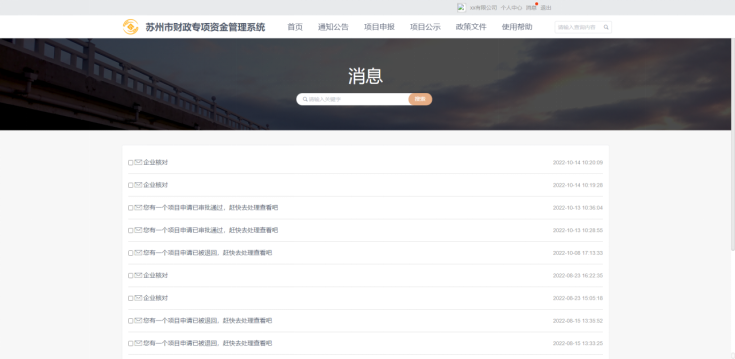 xx有限公司 个人中心 消息 退出
苏州市财政专项资金管理系统 首页 通知公告 项目申报 项目公示 政策文件 使用帮助 请输入查询内容
消息
请输入关键字 搜索
企业核对 2022-10-14 10:20:09
企业核对 2022-10-14 10:19:28
您有一个项目申请已审批通过，赶快去处理查看吧 2022-10-13 10:36:04
您有一个项目申请已审批通过，赶快去处理查看吧 2022-10-13 10:28:55
您有一个项目申请已被退回，赶快去处理查看吧 2022-10-08 17:13:33
企业核对 2022-08-23 16:22:35
企业核对 2022-08-23 15:05:18
您有一个项目申请已被退回，赶快去处理查看吧 2022-08-15 13:35:52
您有一个项目申请已被退回，赶快去处理查看吧 2022-08-15 13:33:25